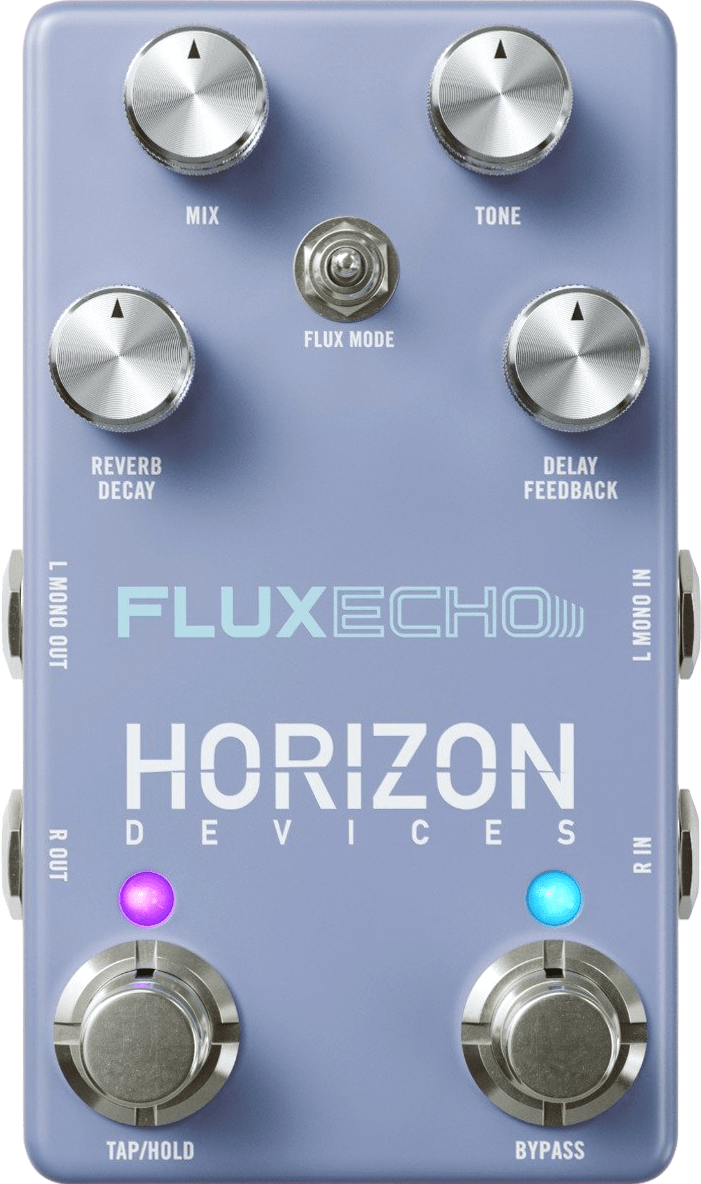 MIX
TONE
FLUX MODE
REVERB
DECAY
DELAY
FEEDBACK
L MONO OUT
L MONO IN
FLUXECHO
HORIZON
DEVICES
R OUT
R IN
TAP/HOLD
BYPASS